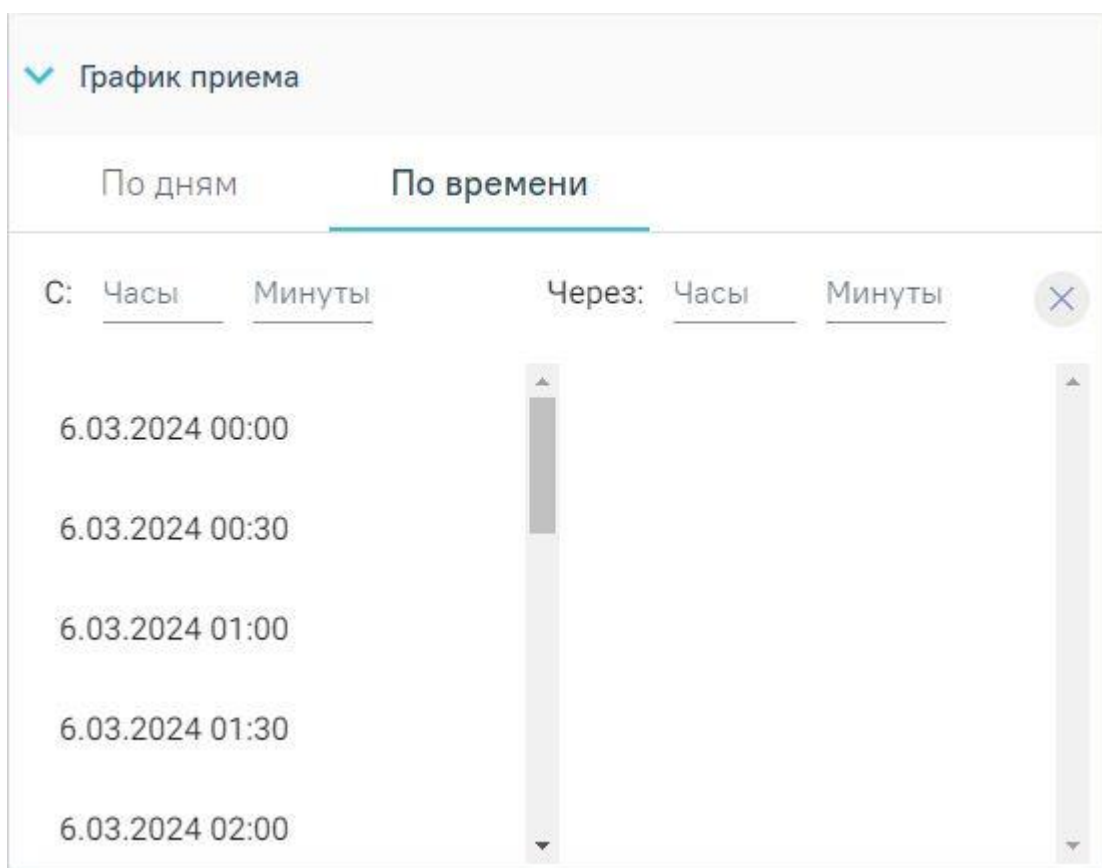 График приема
По дням По времени
С: Часы Минуты Через: Часы Минуты
6.03.2024 00:00
6.03.2024 00:30
6.03.2024 01:00
6.03.2024 01:30
6.03.2024 02:00